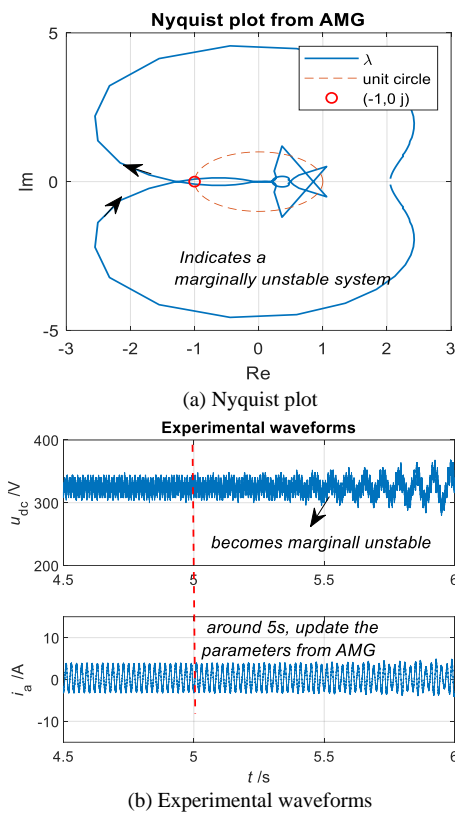 Nyquist plot from AMG
λ
unit circle
(-1,0 j)
5
0
-5
Im
Indicates a
marginally unstable system
-3 -2 -1 0 1 2 3
Re
(a) Nyquist plot
Experimental waveforms
400
300
200
u_dc /V
becomes marginall unstable
4.5 5 5.5 6
around 5s, update the
parameters from AMG
10
0
-10
i_a /A
4.5 5 5.5 6
t /s
(b) Experimental waveforms